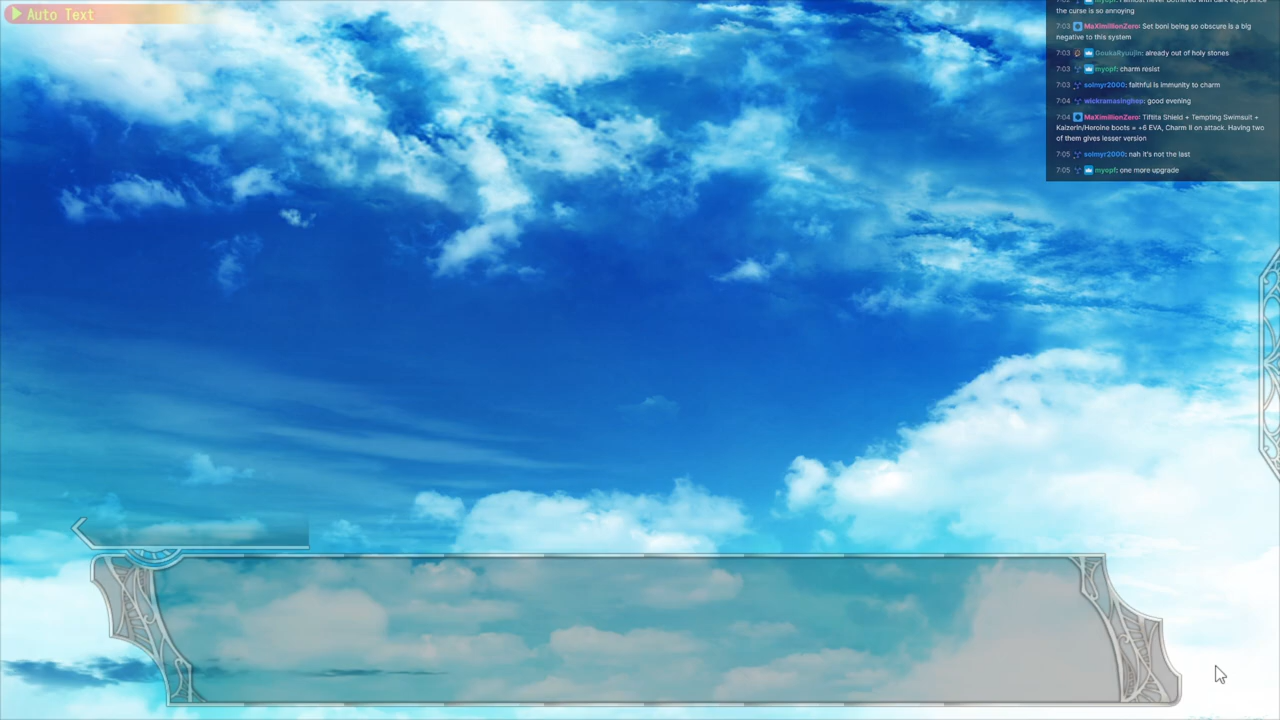 Auto Text
the curse is so annoying
7:03 MaXimillionZero: Set boni being so obscure is a big
negative to this system
7:03 DoukaRyuujin: already out of holy stones
7:03 myopf: charm resist
7:03 solmyr2000: faithful is immunity to charm
7:04 wickramasinghep: good evening
7:04 MaXimillionZero: Tiftita Shield + Tempting Swimsuit +
Kaizerin/Heroine boots = +6 EVA, Charm II on attack. Having two
of them gives lesser version
7:05 solmyr2000: nah it's not the last
7:05 myopf: one more upgrade